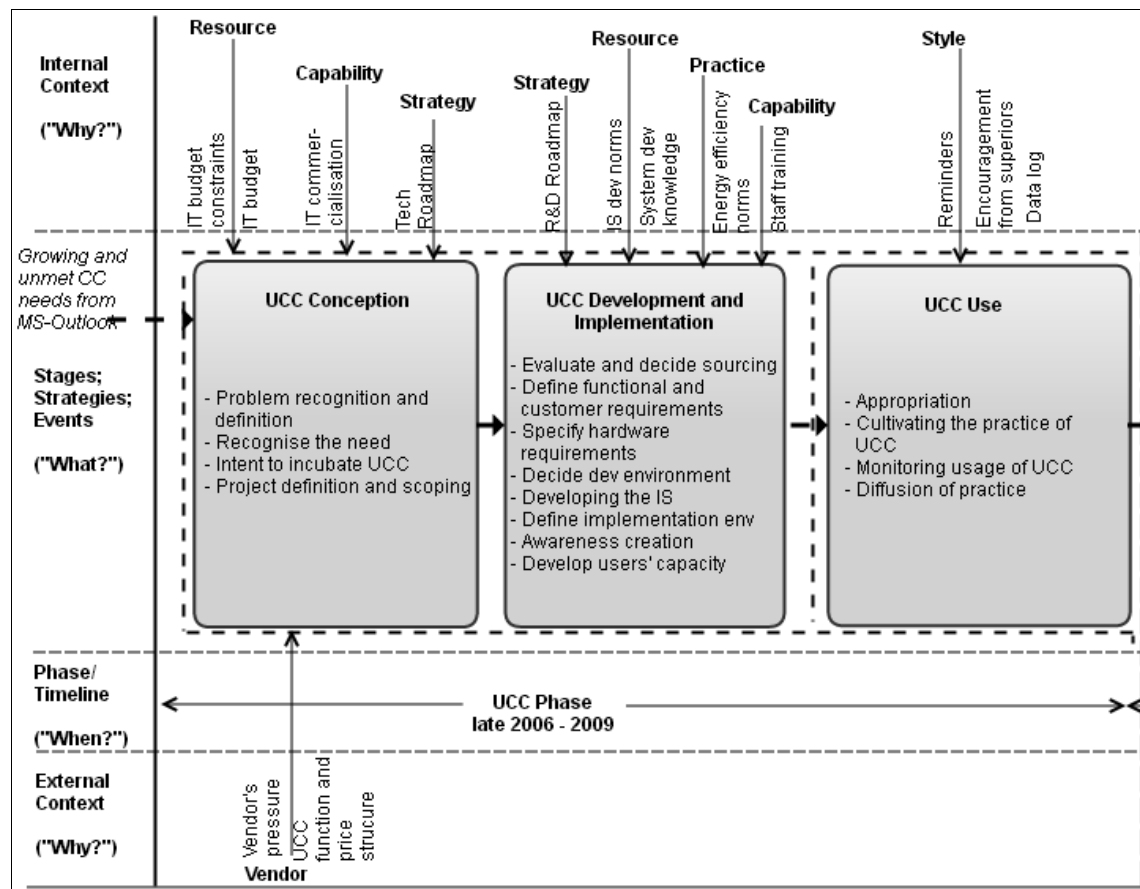 Internal
Context
("Why?")
Resource
IT budget
constraints
IT budget
Capability
IT commer-
cialisation
Strategy
Tech
Roadmap
Strategy
R&D Roadmap
Resource
IS dev norms
System dev
knowledge
Practice
Energy efficiency
norms
Capability
Staff training
Style
Reminders
Encouragement
from superiors
Data log
Growing and
unmet CC
needs from
MS-Outlook
Stages;
Strategies;
Events
("What?")
UCC Conception
- Problem recognition and
definition
- Recognise the need
- Intent to incubate UCC
- Project definition and scoping
UCC Development and
Implementation
- Evaluate and decide sourcing
- Define functional and
customer requirements
- Specify hardware
requirements
- Decide dev environment
- Developing the IS
- Define implementation env
- Awareness creation
- Develop users' capacity
UCC Use
- Appropriation
- Cultivating the practice of
UCC
- Monitoring usage of UCC
- Diffusion of practice
Phase/
Timeline
("When?")
UCC Phase
late 2006 - 2009
External
Context
("Why?")
Vendor's
pressure
UCC
function and
price
strucure
Vendor